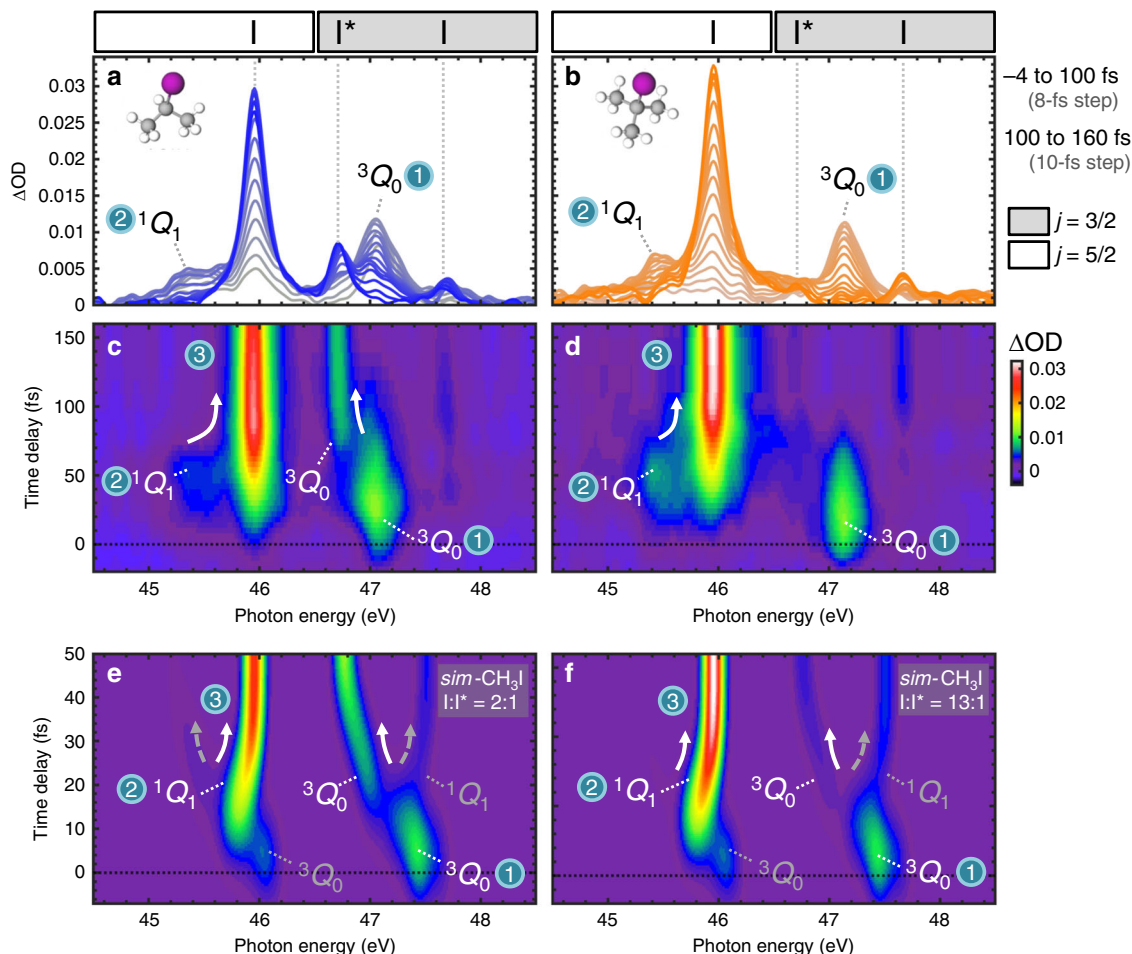 *
*
a
b
–4 to 100 fs
(8-fs step)
100 to 160 fs
(10-fs step)
j = 3/2
j = 5/2
ΔOD
0.03
0.025
0.02
0.015
0.01
0.005
0
2 ¹Q₁
³Q₀ 1
2 ¹Q₁
³Q₀ 1
c
d
Time delay (fs)
150
100
50
0
3
2 ¹Q₁
³Q₀
³Q₀ 1
3
2 ¹Q₁
³Q₀ 1
ΔOD
0.03
0.02
0.01
0
45 46 47 48
45 46 47 48
Photon energy (eV)
Photon energy (eV)
e
f
Time delay (fs)
50
40
30
20
10
0
sim-CH₃I
I:I* = 2:1
3
2 ¹Q₁
³Q₀
¹Q₁
³Q₀
³Q₀ 1
sim-CH₃I
I:I* = 13:1
3
2 ¹Q₁
³Q₀
¹Q₁
³Q₀
³Q₀ 1
45 46 47 48
45 46 47 48
Photon energy (eV)
Photon energy (eV)